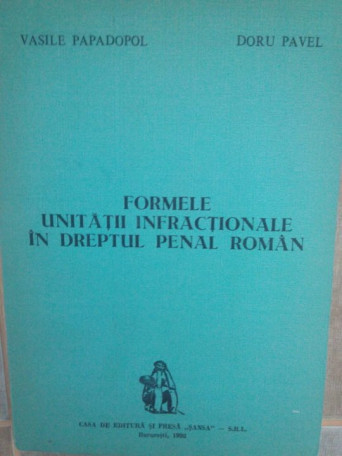 VASILE PAPADOPOL DORU PAVEL
FORMELE
UNITĂȚII INFRACȚIONALE
ÎN DREPTUL PENAL ROMÂN
CASA DE EDITURĂ ȘI PRESĂ „ȘANSA" — S.R.L.
București, 1992